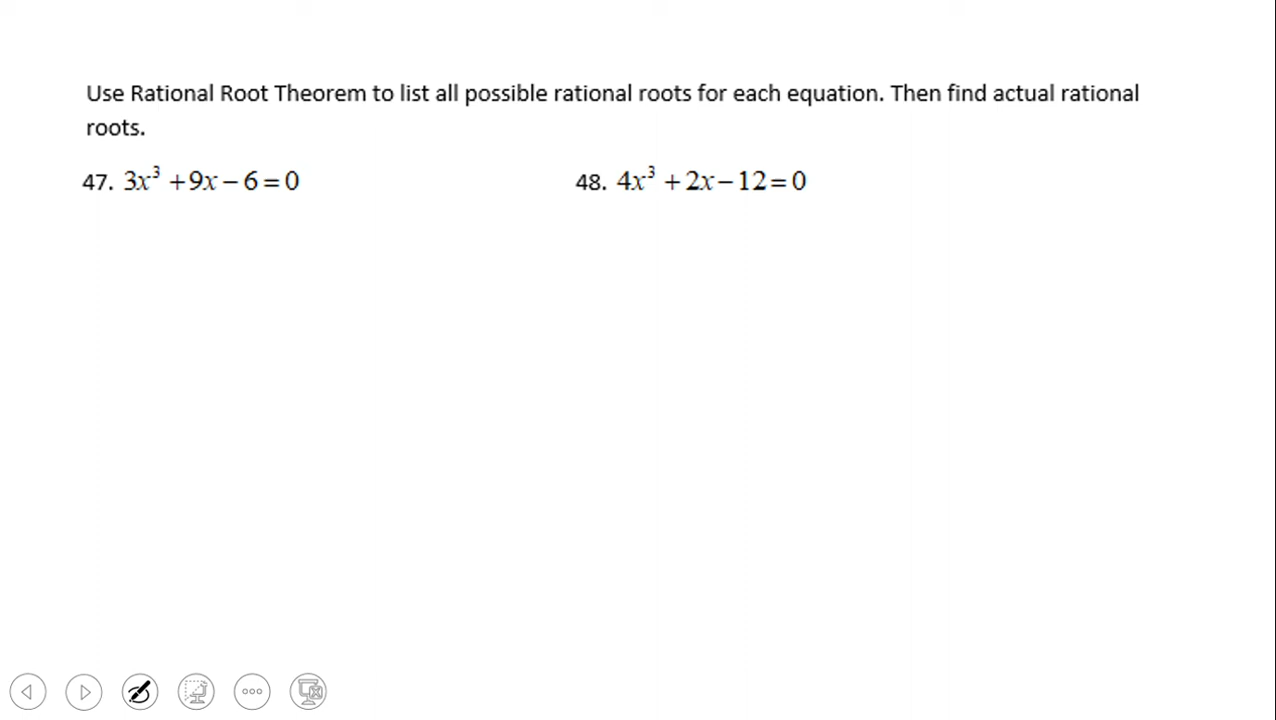 Use Rational Root Theorem to list all possible rational roots for each equation. Then find actual rational
roots.
47. 3x³ +9x – 6 = 0
48. 4x³ + 2x – 12 = 0